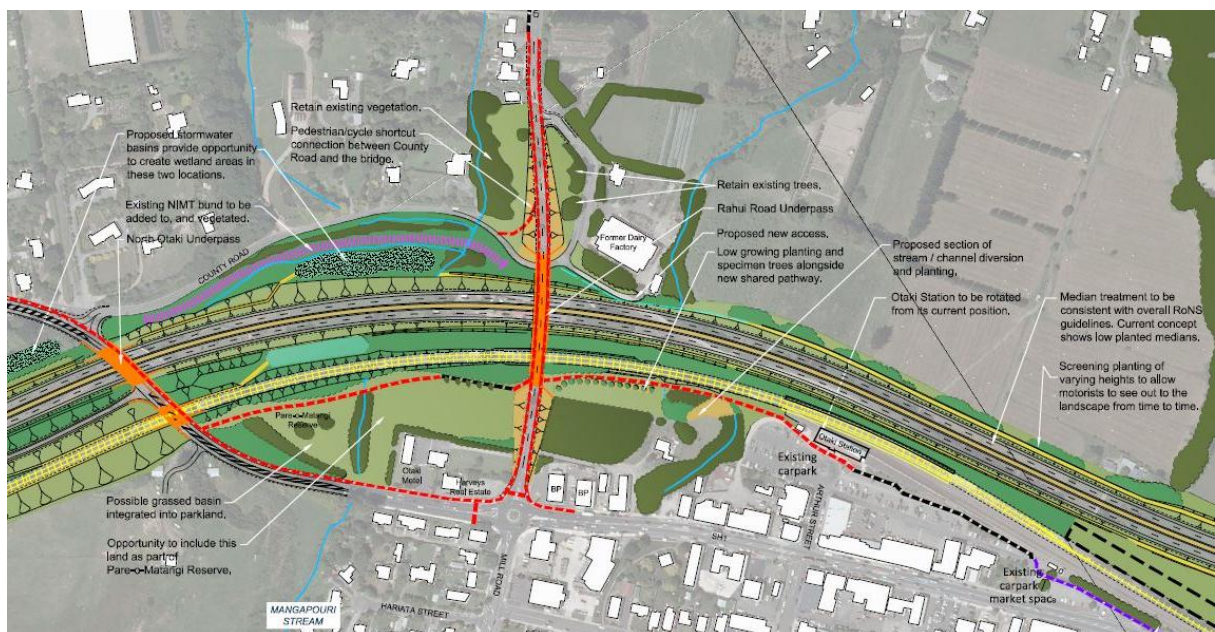 Retain existing vegetation.
Pedestrian/cycle shortcut
connection between County
Road and the bridge.
Proposed stormwater
basins provide opportunity
to create wetland areas in
these two locations.
Existing NIMT bund to be
added to, and vegetated.
North Otaki Underpass
COUNTY ROAD
Retain existing trees.
Rahui Road Underpass
Former Dairy
Factory
Proposed new access.
Low growing planting and
specimen trees alongside
new shared pathway.
Proposed section of
stream / channel diversion
and planting.
Otaki Station to be rotated
from its current position.
Median treatment to be
consistent with overall RoNS
guidelines. Current concept
shows low planted medians.
Screening planting of
varying heights to allow
motorists to see out to the
landscape from time to time.
Pare-o-Matangi
Reserve
Otaki Station
Existing
carpark
Otaki
Motel
Harveys
Real Estate
BP
BP
ARTHUR STREET
SH1
Possible grassed basin
integrated into parkland.
Opportunity to include this
land as part of
Pare-o-Matangi Reserve.
MILL ROAD
HARIATA STREET
MANGAPOURI
STREAM
Existing
carpark /
market space